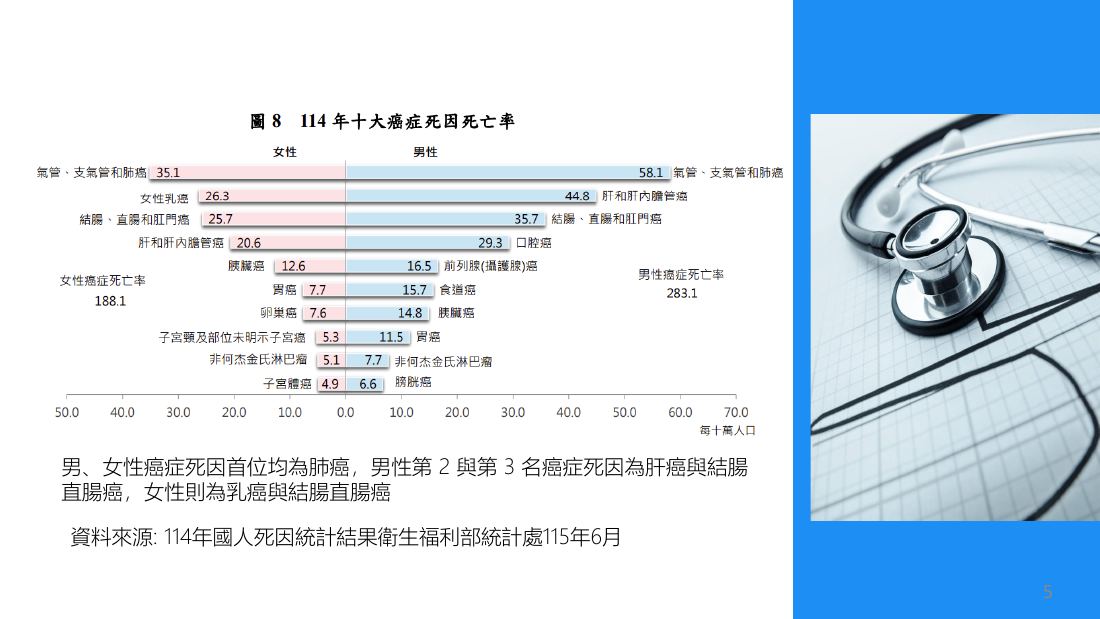 圖 8　114 年十大癌症死因死亡率
女性 男性
氣管、支氣管和肺癌 35.1 58.1 氣管、支氣管和肺癌
女性乳癌 26.3 44.8 肝和肝內膽管癌
結腸、直腸和肛門癌 25.7 35.7 結腸、直腸和肛門癌
肝和肝內膽管癌 20.6 29.3 口腔癌
胰臟癌 12.6 16.5 前列腺(攝護腺)癌
女性癌症死亡率 男性癌症死亡率
188.1 283.1
胃癌 7.7 15.7 食道癌
卵巢癌 7.6 14.8 胰臟癌
子宮頸及部位未明示子宮癌 5.3 11.5 胃癌
非何杰金氏淋巴瘤 5.1 7.7 非何杰金氏淋巴瘤
子宮體癌 4.9 6.6 膀胱癌
50.0 40.0 30.0 20.0 10.0 0.0 10.0 20.0 30.0 40.0 50.0 60.0 70.0
每十萬人口
男、女性癌症死因首位均為肺癌，男性第 2 與第 3 名癌症死因為肝癌與結腸
直腸癌，女性則為乳癌與結腸直腸癌
資料來源: 114年國人死因統計結果衛生福利部統計處115年6月
5